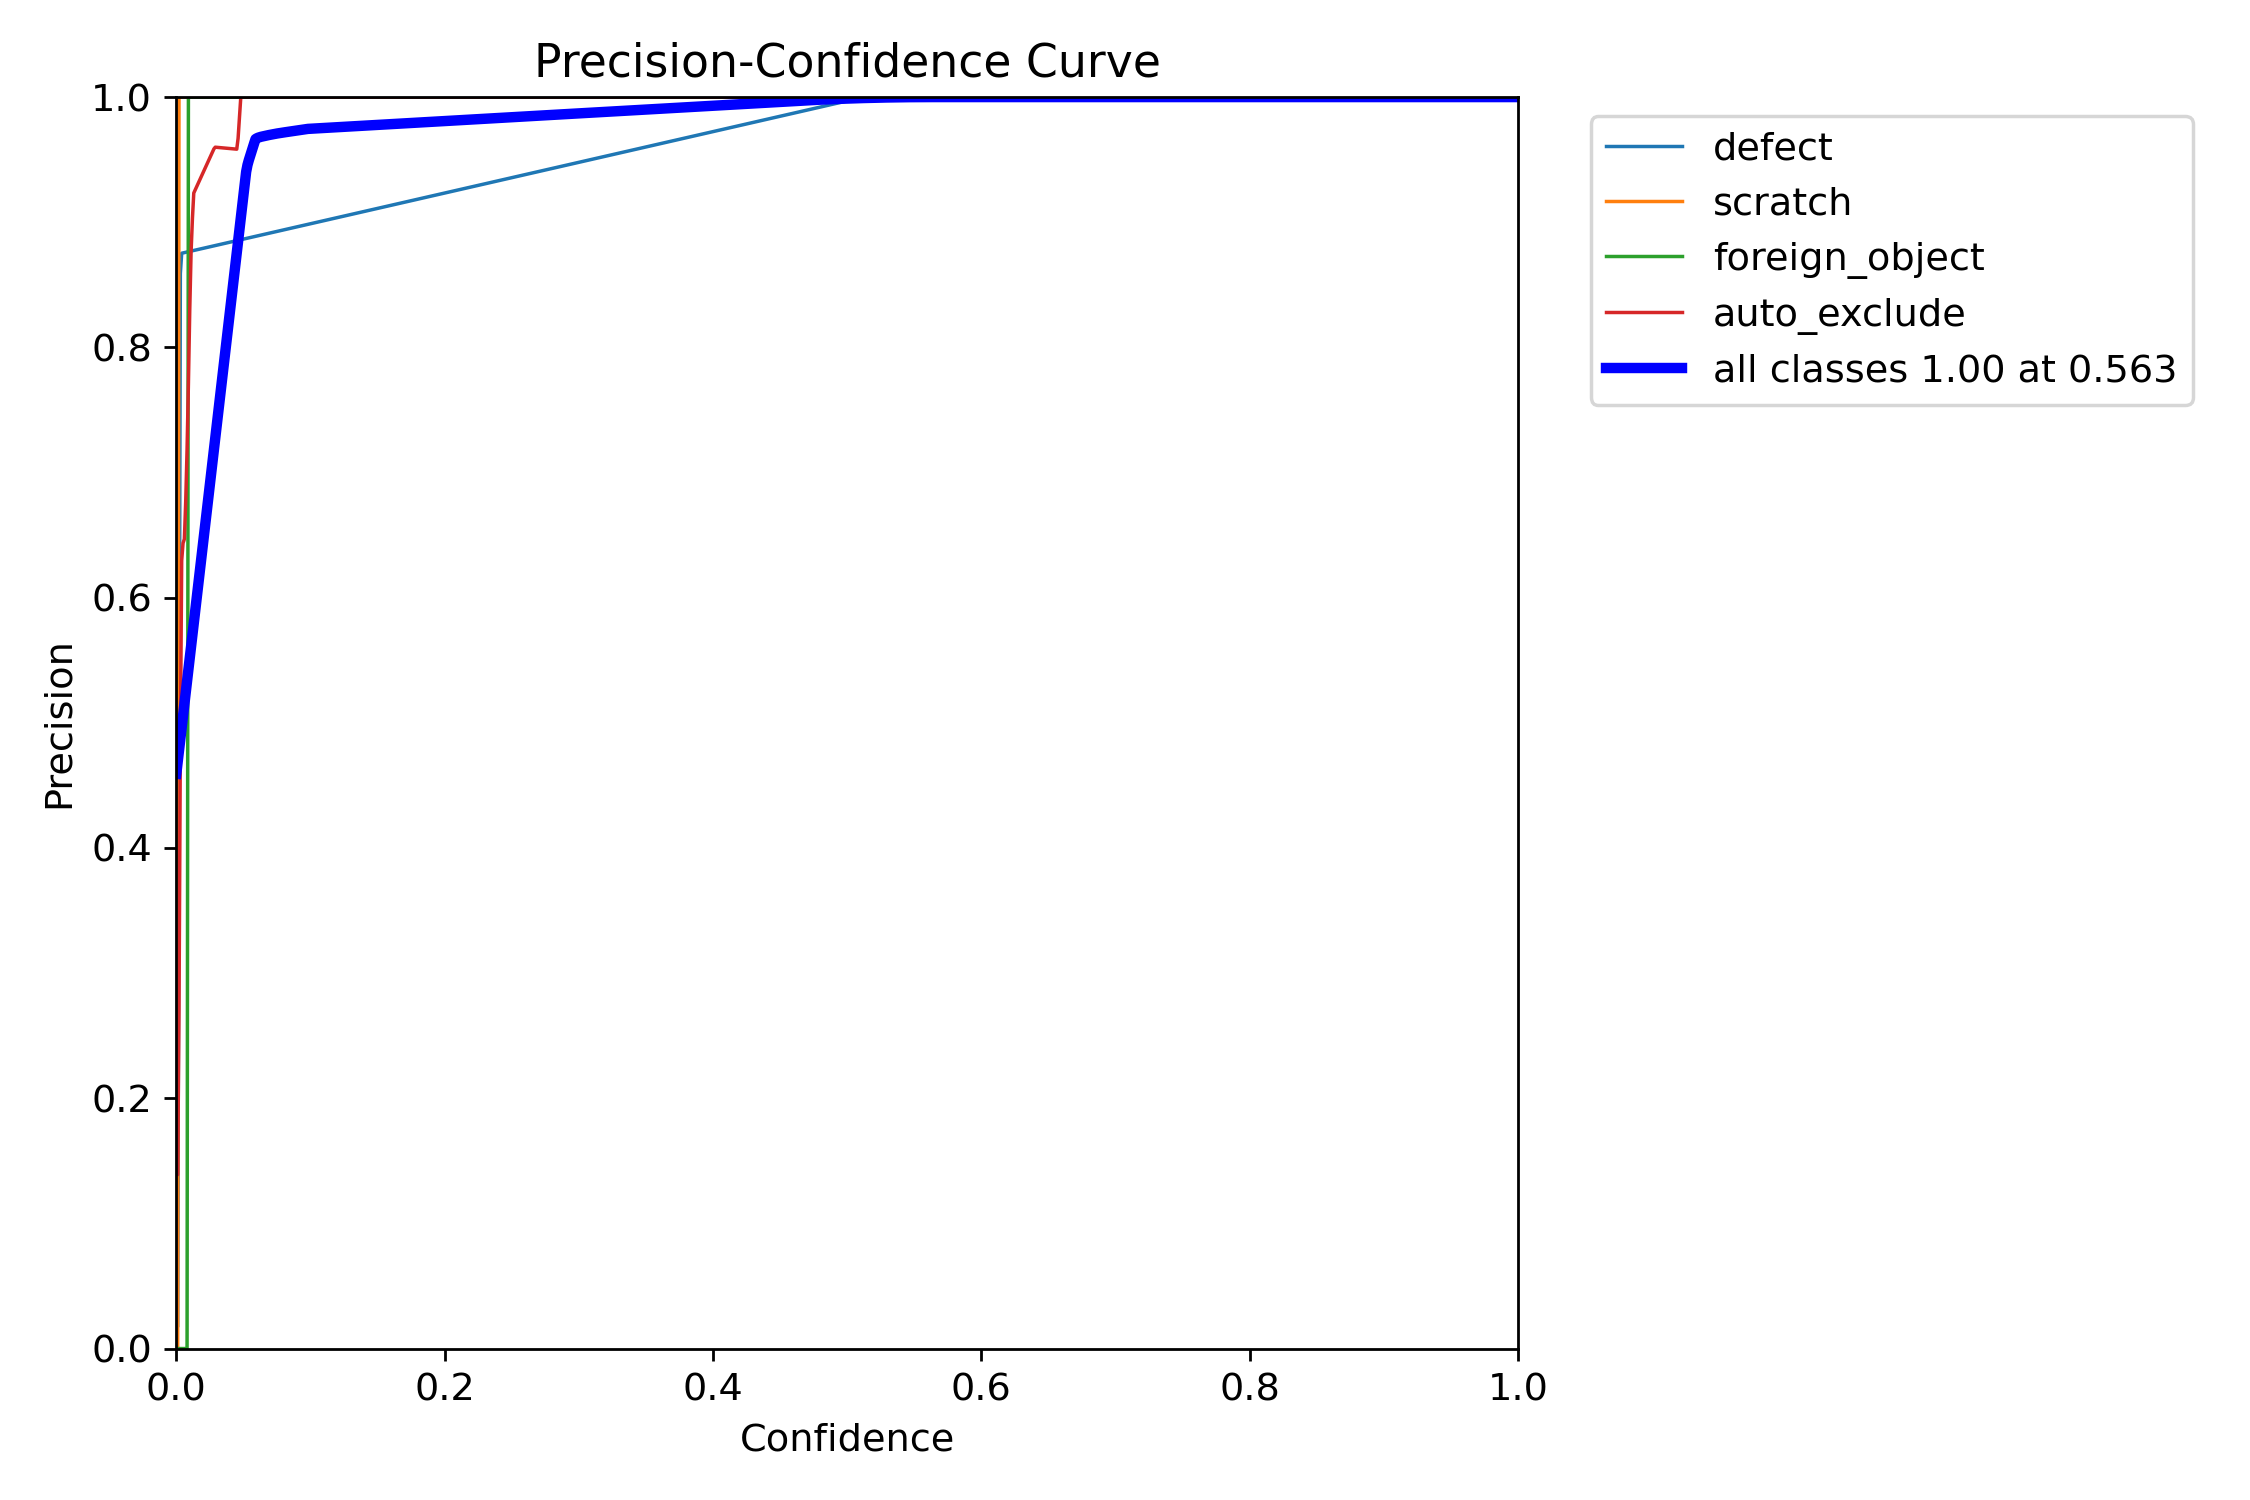 Precision-Confidence Curve
1.0
0.8
0.6
0.4
0.2
0.0
Precision
0.0 0.2 0.4 0.6 0.8 1.0
Confidence
defect
scratch
foreign_object
auto_exclude
all classes 1.00 at 0.563